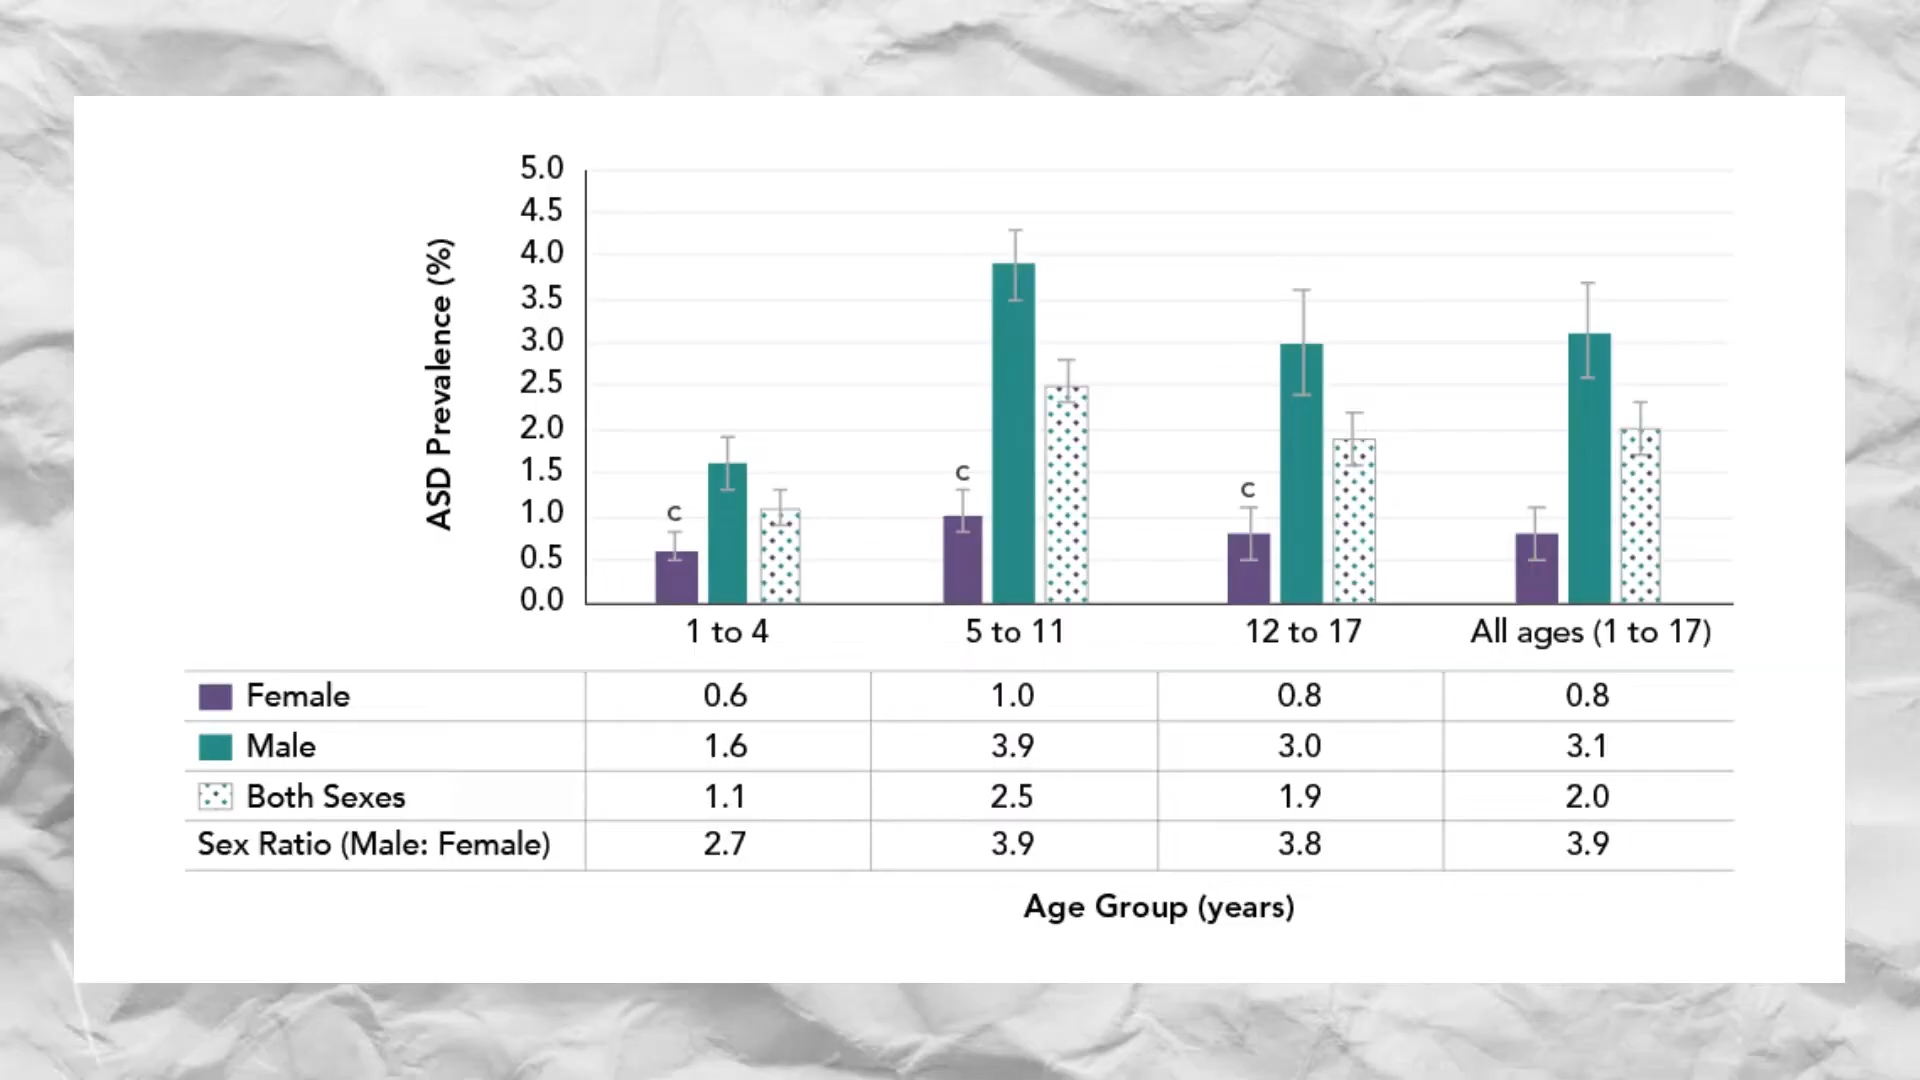 5.0
4.5
4.0
3.5
3.0
2.5
2.0
1.5
1.0
0.5
0.0
ASD Prevalence (%)
C
C
C
1 to 4 5 to 11 12 to 17 All ages (1 to 17)
Female 0.6 1.0 0.8 0.8
Male 1.6 3.9 3.0 3.1
Both Sexes 1.1 2.5 1.9 2.0
Sex Ratio (Male: Female) 2.7 3.9 3.8 3.9
Age Group (years)